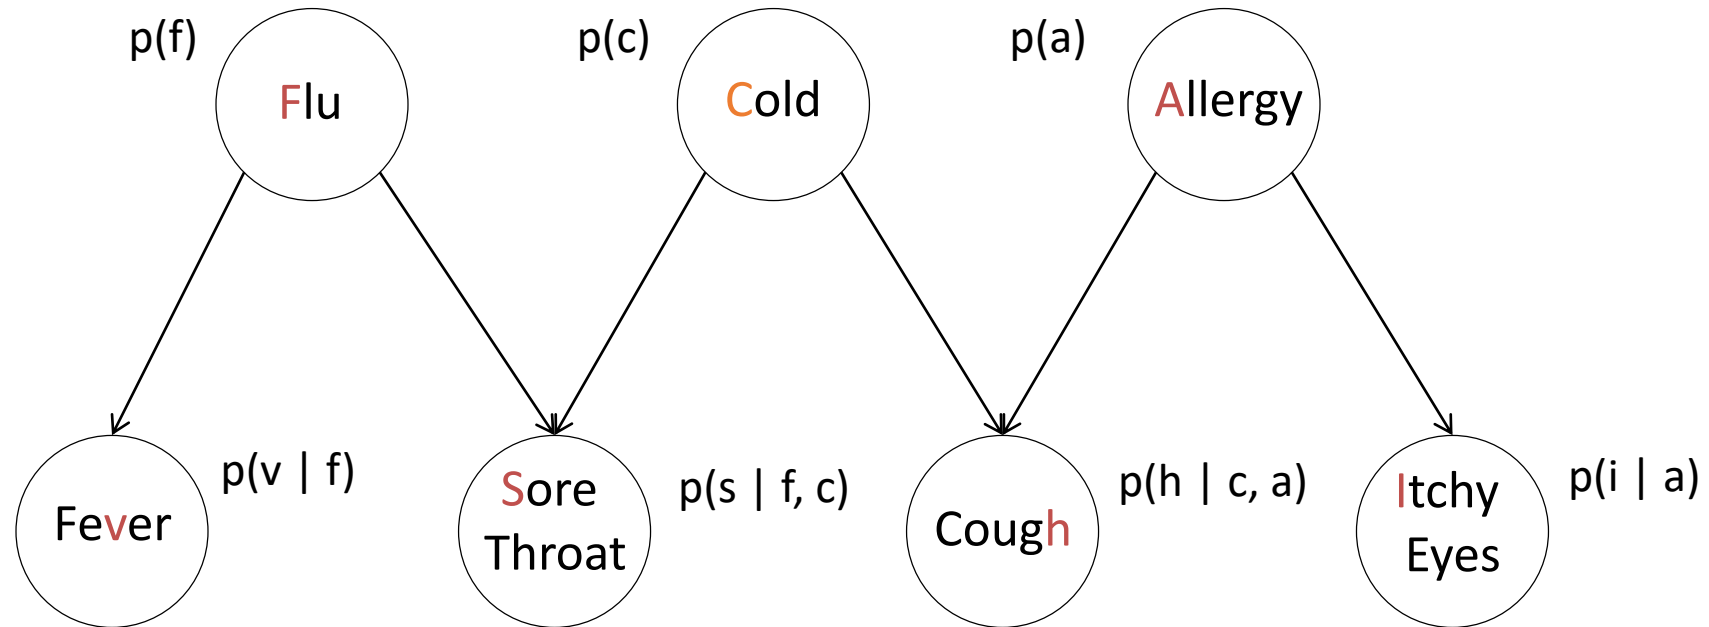 p(f)
Flu
p(c)
Cold
p(a)
Allergy
Fever
p(v | f)
Sore
Throat
p(s | f, c)
Cough
p(h | c, a)
Itchy
Eyes
p(i | a)